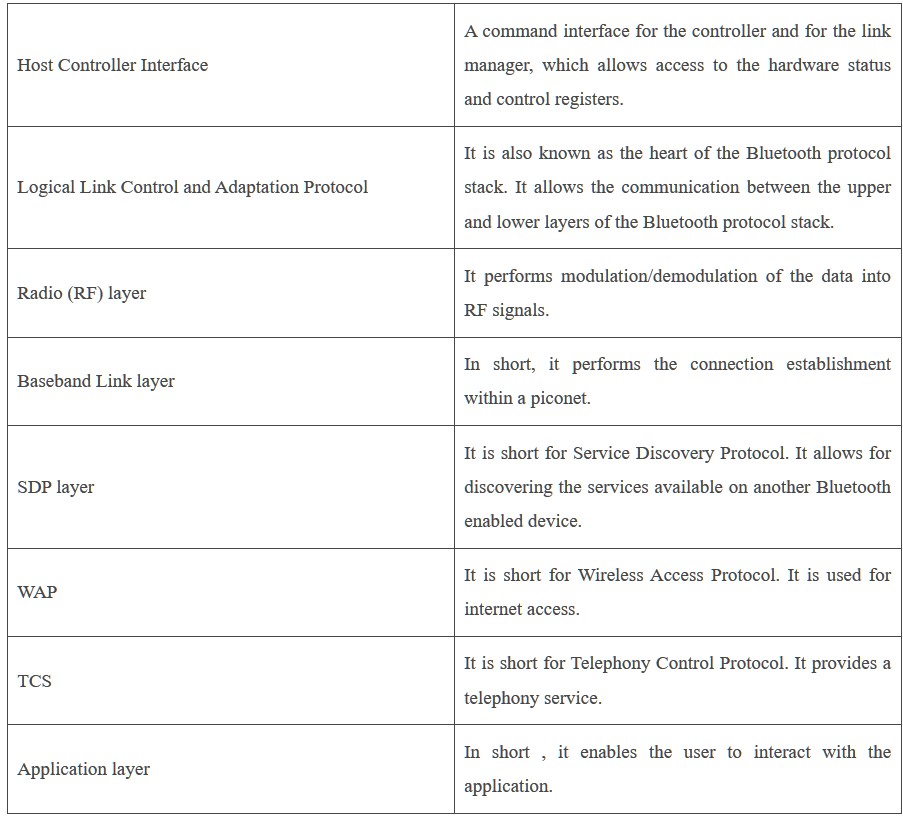 Host Controller Interface
A command interface for the controller and for the link
manager, which allows access to the hardware status
and control registers.
Logical Link Control and Adaptation Protocol
It is also known as the heart of the Bluetooth protocol
stack. It allows the communication between the upper
and lower layers of the Bluetooth protocol stack.
Radio (RF) layer
It performs modulation/demodulation of the data into
RF signals.
Baseband Link layer
In short, it performs the connection establishment
within a piconet.
SDP layer
It is short for Service Discovery Protocol. It allows for
discovering the services available on another Bluetooth
enabled device.
WAP
It is short for Wireless Access Protocol. It is used for
internet access.
TCS
It is short for Telephony Control Protocol. It provides a
telephony service.
Application layer
In short , it enables the user to interact with the
application.